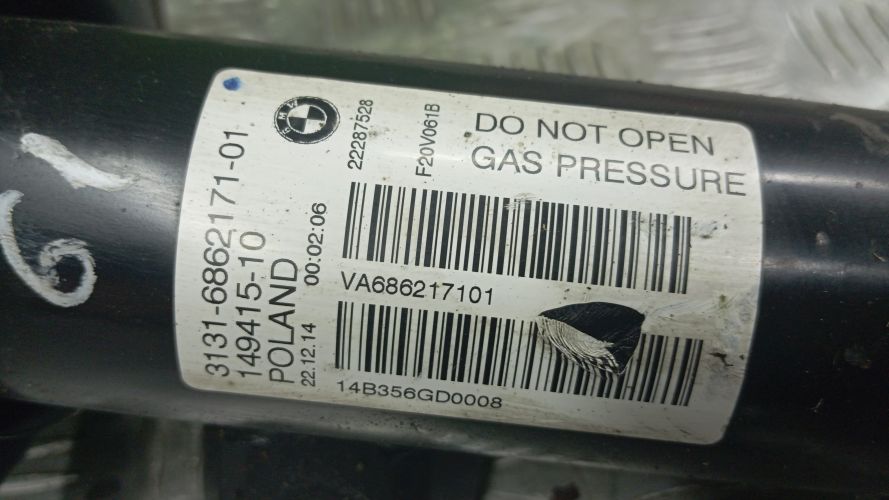 BMW
3131-6862171-01
149415-10
POLAND
22.12.14 00:02:06
22287528
F20V061B
DO NOT OPEN
GAS PRESSURE
VA686217101
14B356GD0008